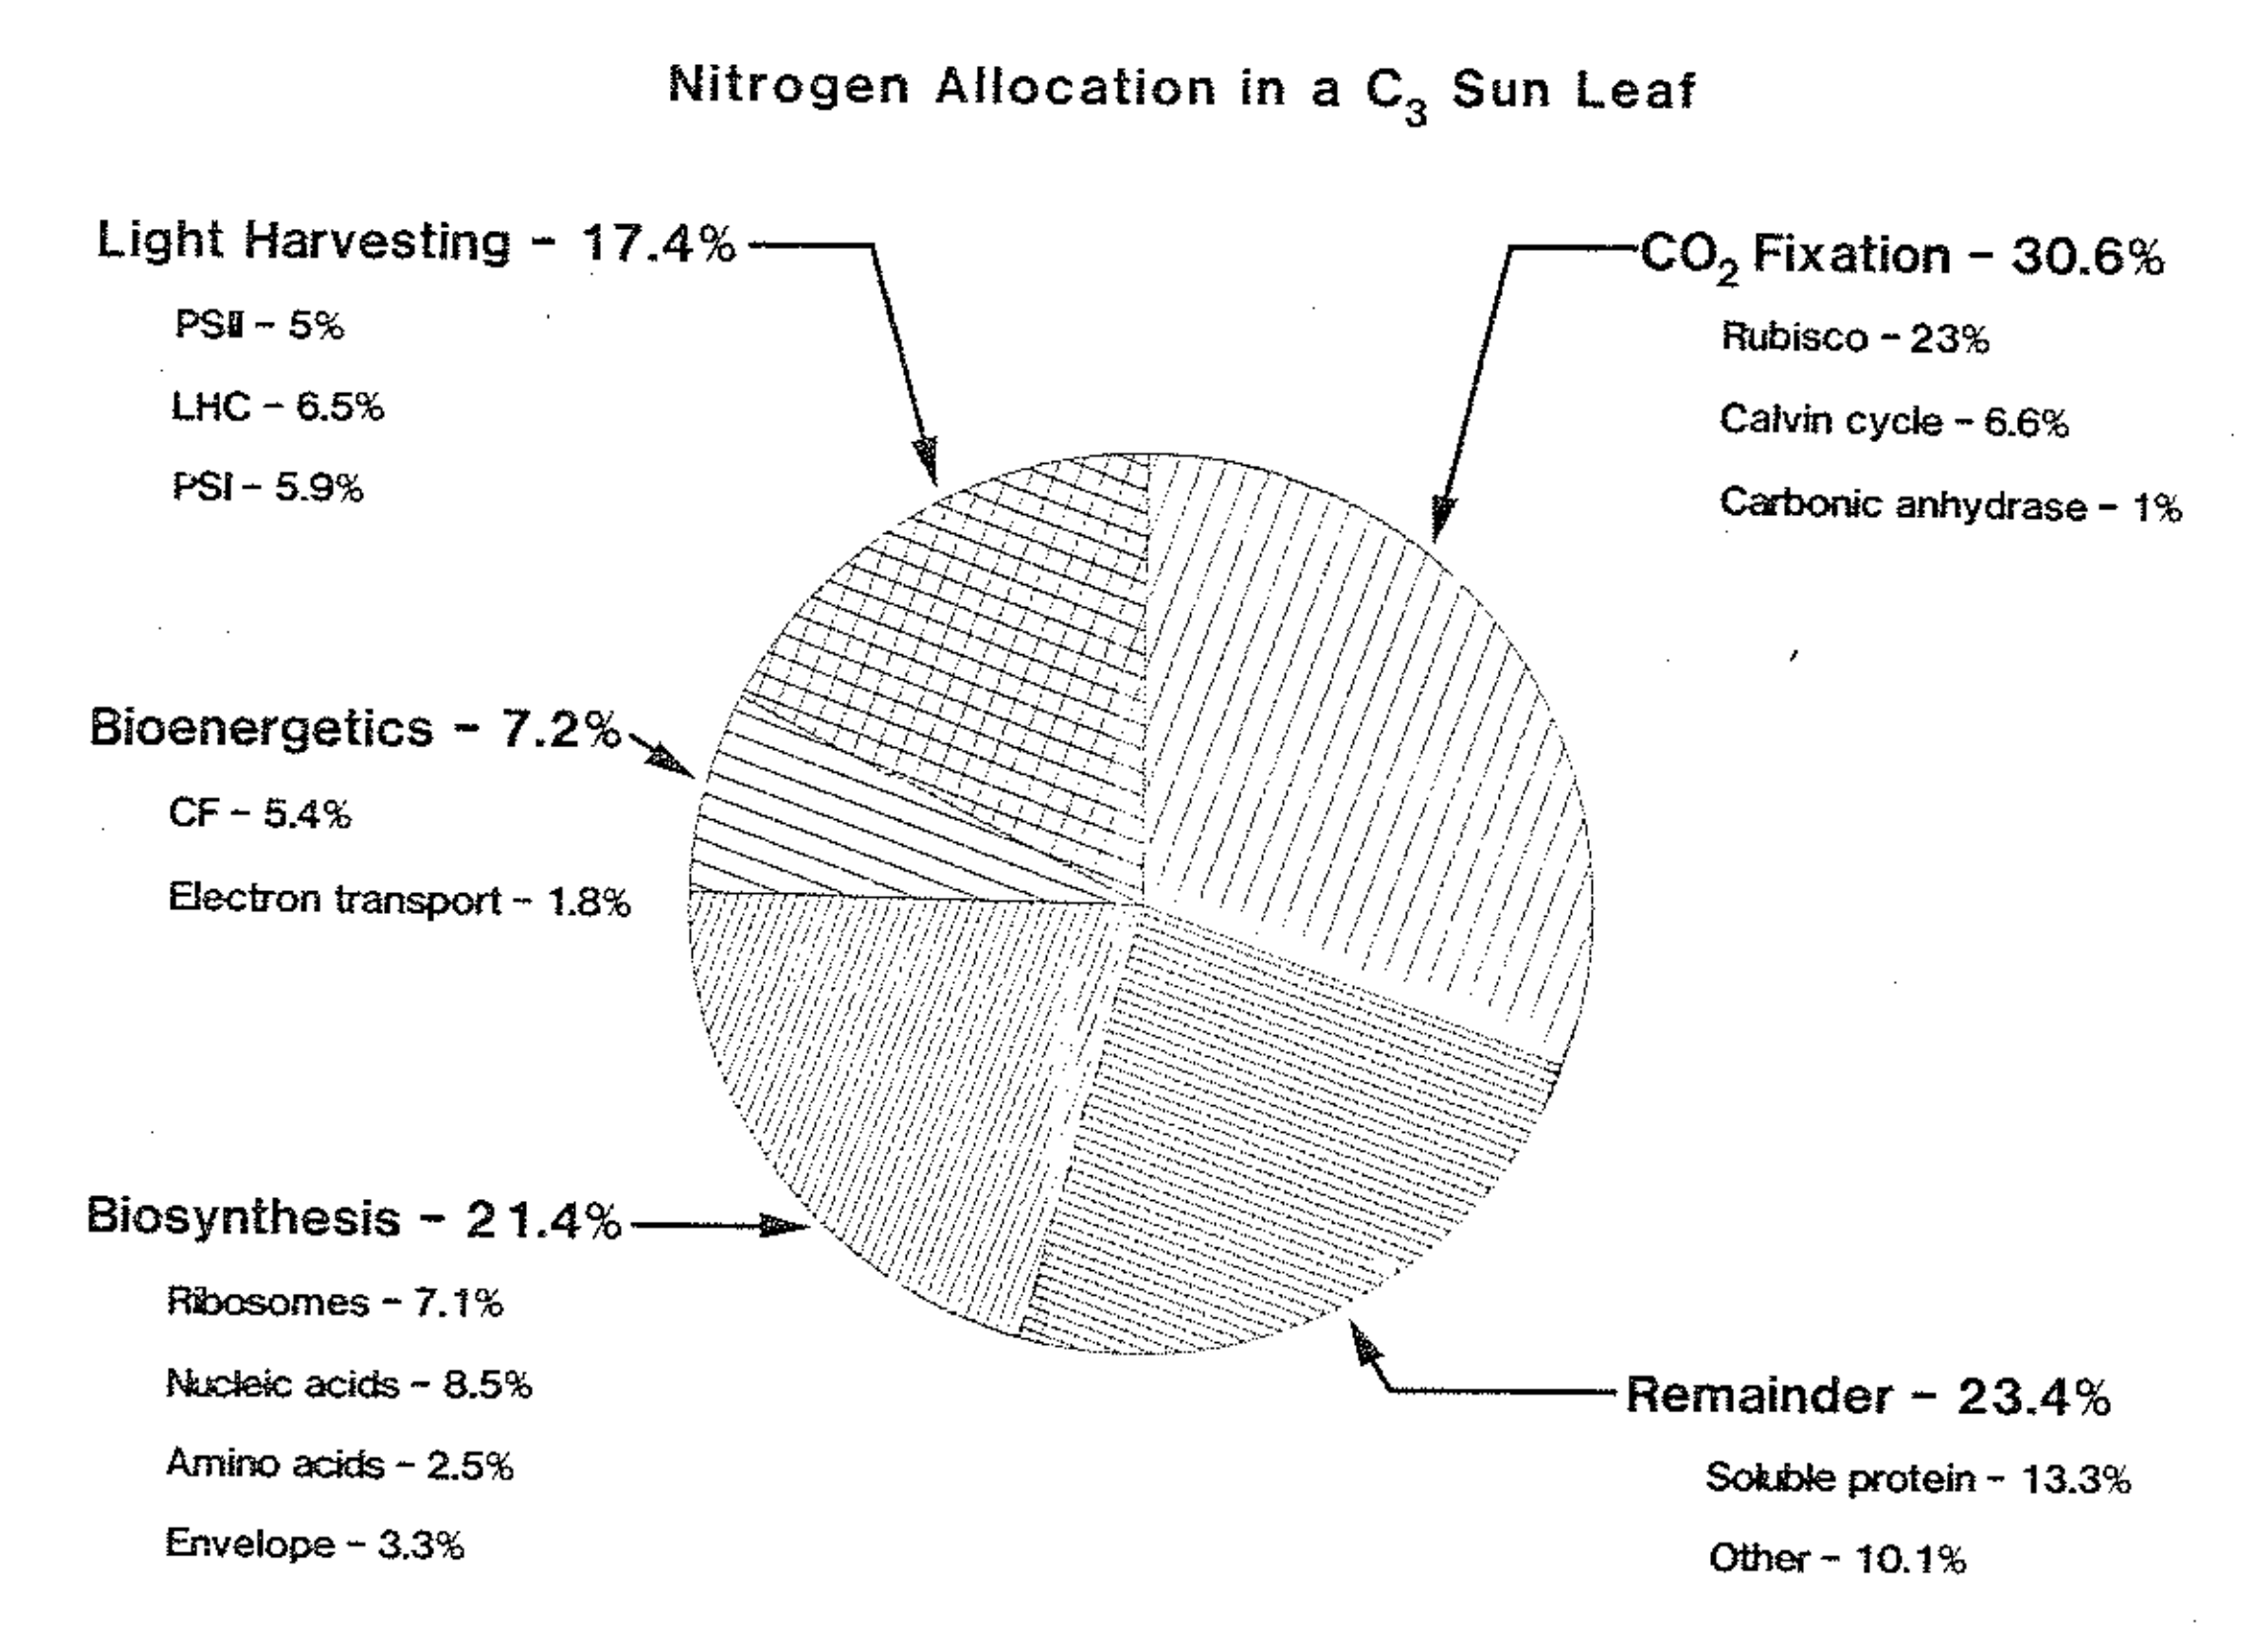 Nitrogen Allocation in a C₃ Sun Leaf
Light Harvesting - 17.4%
PSII - 5%
LHC - 6.5%
PSI - 5.9%
CO₂ Fixation - 30.6%
Rubisco - 23%
Calvin cycle - 6.6%
Carbonic anhydrase - 1%
Bioenergetics - 7.2%
CF - 5.4%
Electron transport - 1.8%
Biosynthesis - 21.4%
Ribosomes - 7.1%
Nucleic acids - 8.5%
Amino acids - 2.5%
Envelope - 3.3%
Remainder - 23.4%
Soluble protein - 13.3%
Other - 10.1%